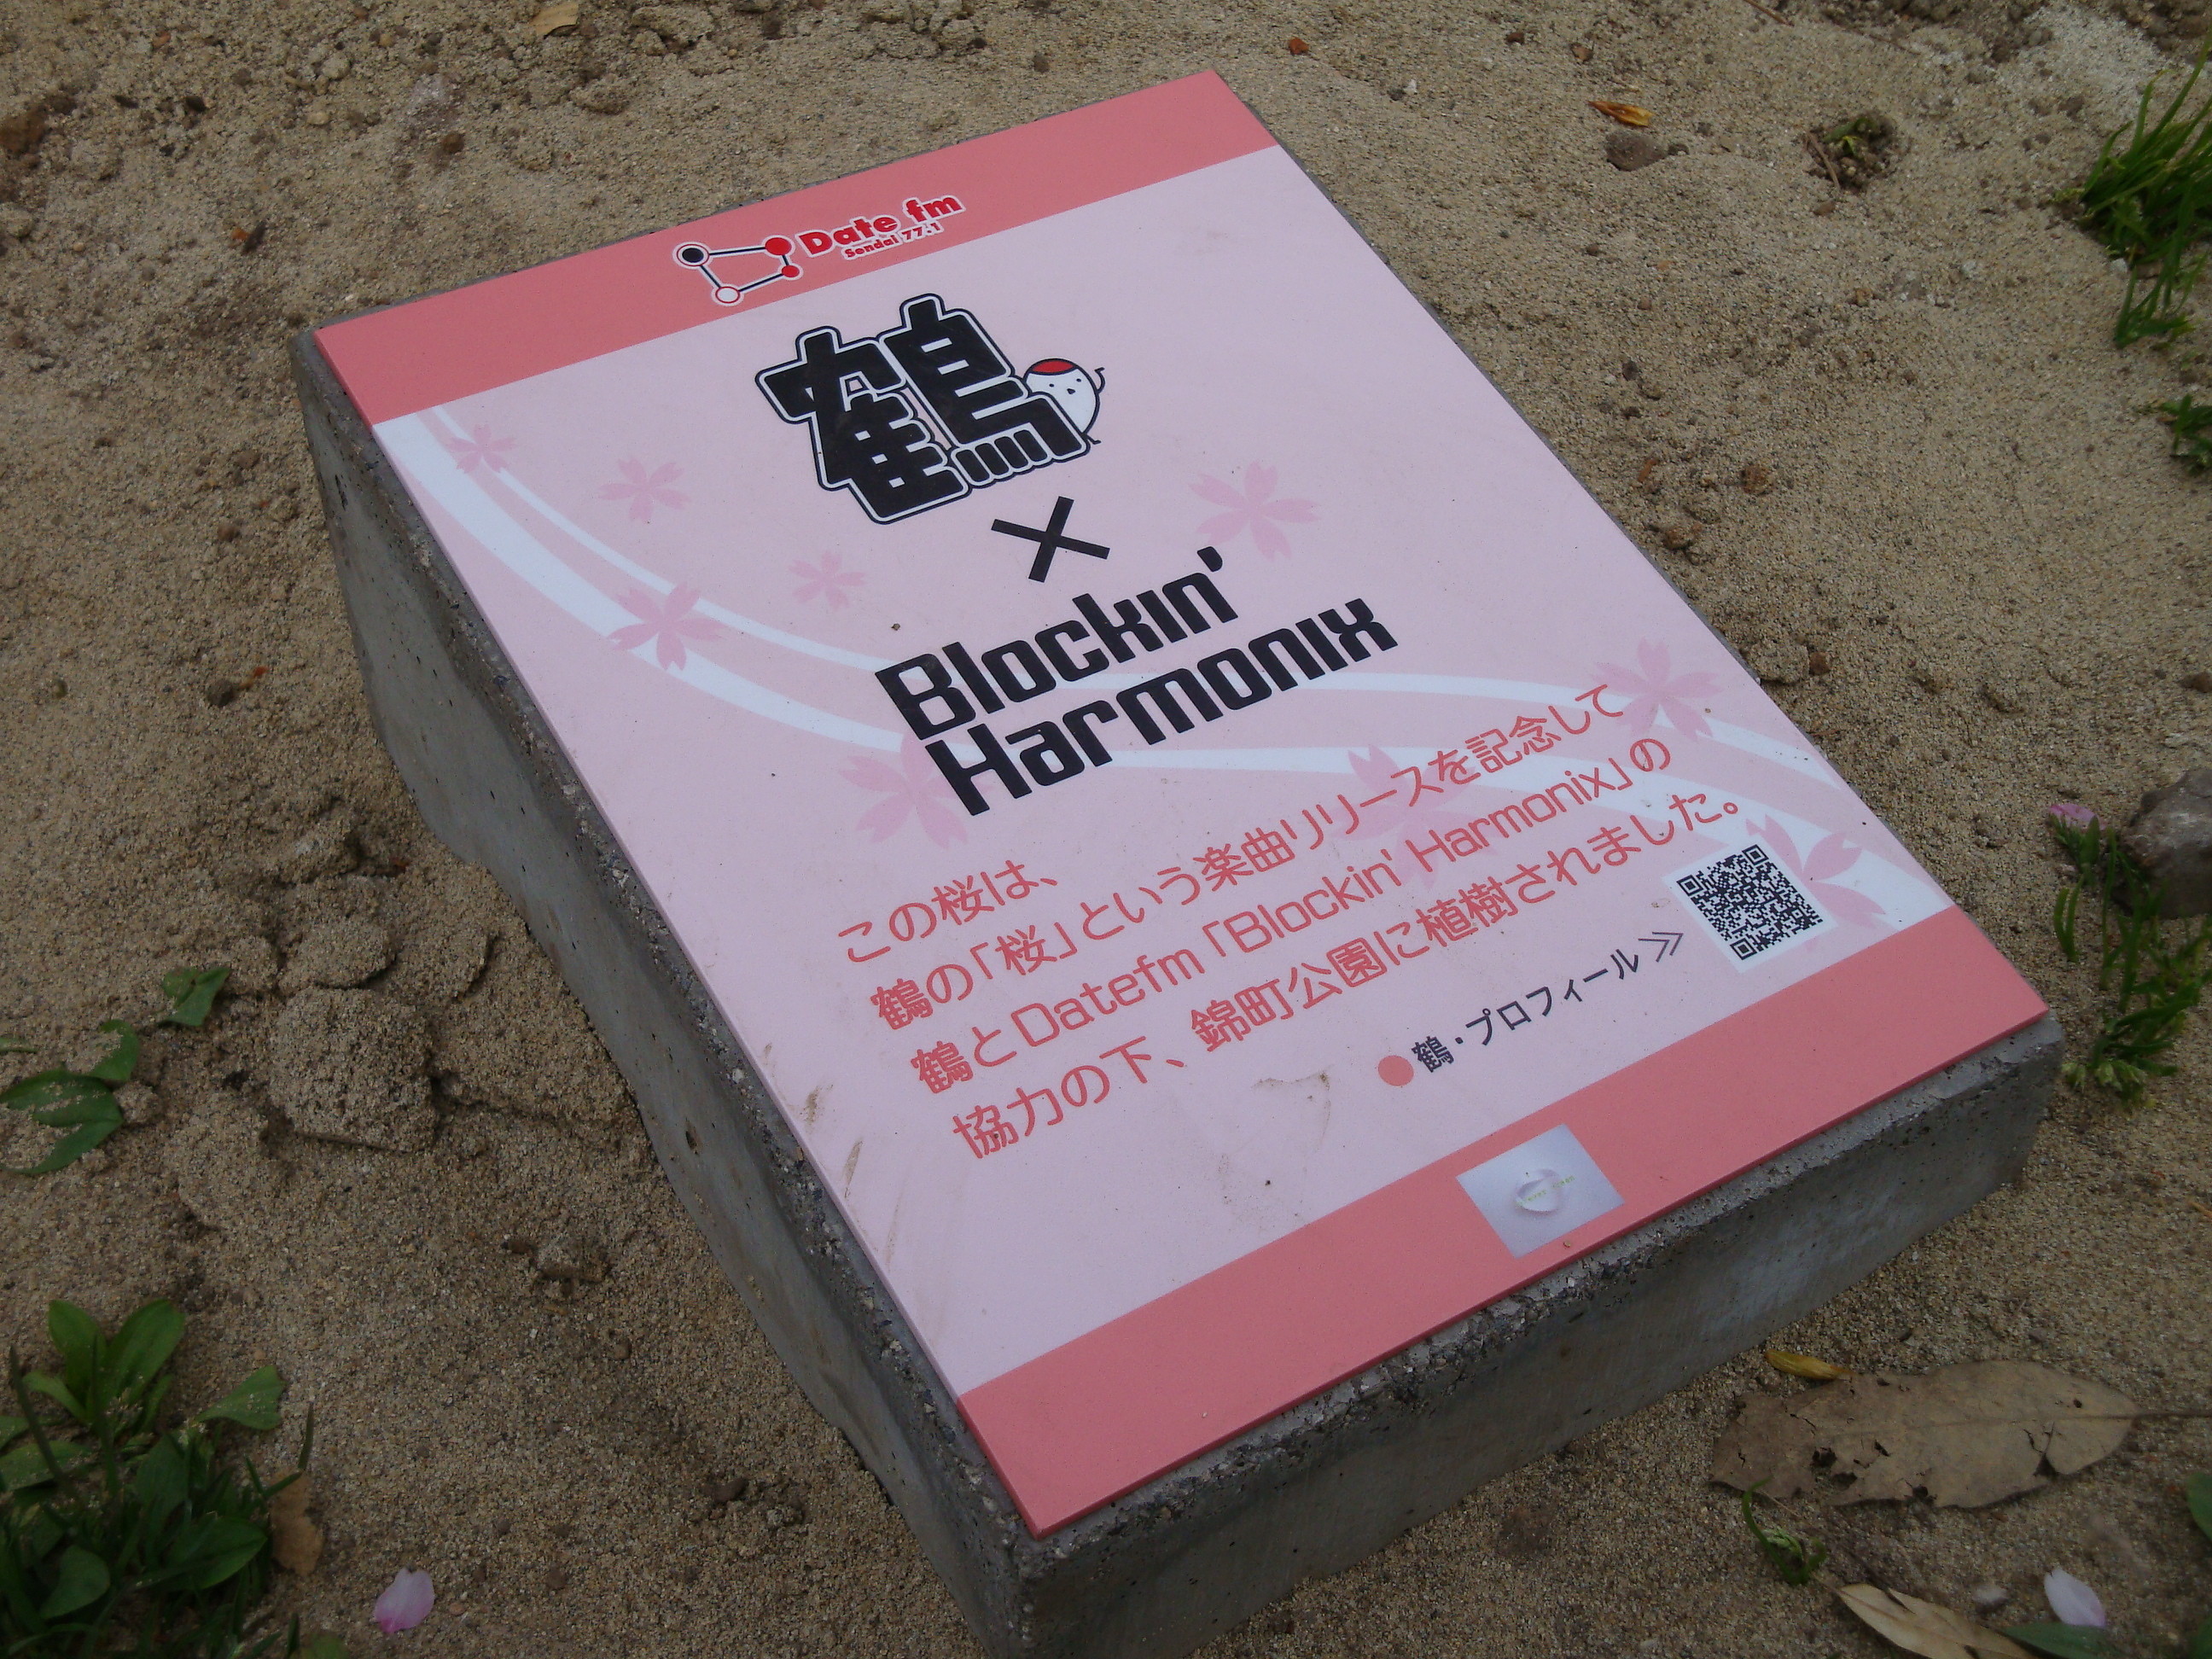 Date fm
Sendai 77.1
鶴
×
Blockin'
Harmonix
この桜は、
鶴の「桜」という楽曲リリースを記念して
鶴とDatefm「Blockin' Harmonix」の
協力の下、錦町公園に植樹されました。
●鶴・プロフィール≫